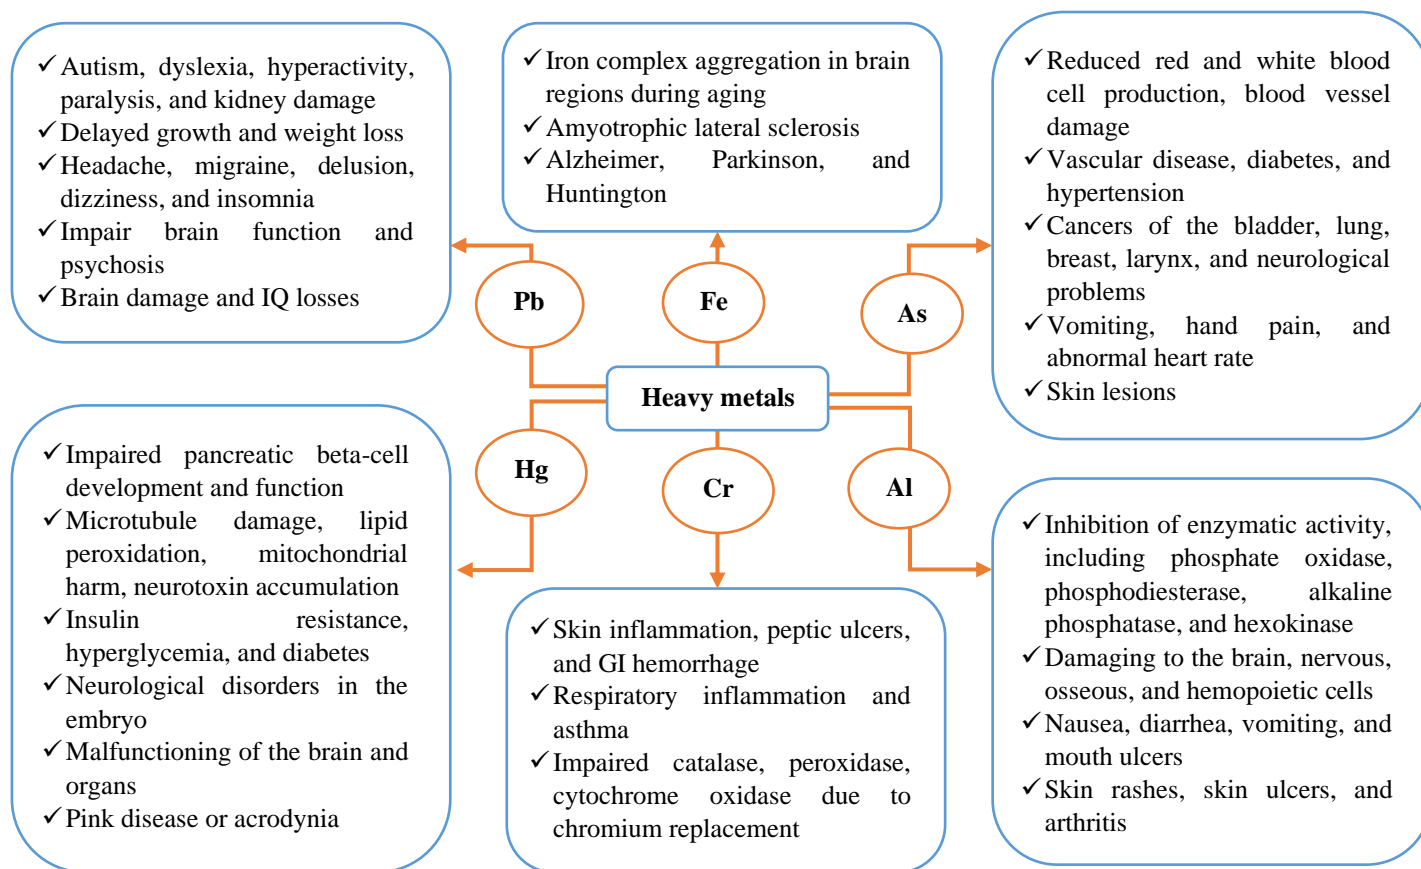 ✓ Autism, dyslexia, hyperactivity,
paralysis, and kidney damage
✓ Delayed growth and weight loss
✓ Headache, migraine, delusion,
dizziness, and insomnia
✓ Impair brain function and
psychosis
✓ Brain damage and IQ losses
✓ Iron complex aggregation in brain
regions during aging
✓ Amyotrophic lateral sclerosis
✓ Alzheimer, Parkinson, and
Huntington
✓ Reduced red and white blood
cell production, blood vessel
damage
✓ Vascular disease, diabetes, and
hypertension
✓ Cancers of the bladder, lung,
breast, larynx, and neurological
problems
✓ Vomiting, hand pain, and
abnormal heart rate
✓ Skin lesions
Pb
Fe
As
Heavy metals
Hg
Cr
Al
✓ Impaired pancreatic beta-cell
development and function
✓ Microtubule damage, lipid
peroxidation, mitochondrial
harm, neurotoxin accumulation
✓ Insulin resistance,
hyperglycemia, and diabetes
✓ Neurological disorders in the
embryo
✓ Malfunctioning of the brain and
organs
✓ Pink disease or acrodynia
✓ Skin inflammation, peptic ulcers,
and GI hemorrhage
✓ Respiratory inflammation and
asthma
✓ Impaired catalase, peroxidase,
cytochrome oxidase due to
chromium replacement
✓ Inhibition of enzymatic activity,
including phosphate oxidase,
phosphodiesterase, alkaline
phosphatase, and hexokinase
✓ Damaging to the brain, nervous,
osseous, and hemopoietic cells
✓ Nausea, diarrhea, vomiting, and
mouth ulcers
✓ Skin rashes, skin ulcers, and
arthritis